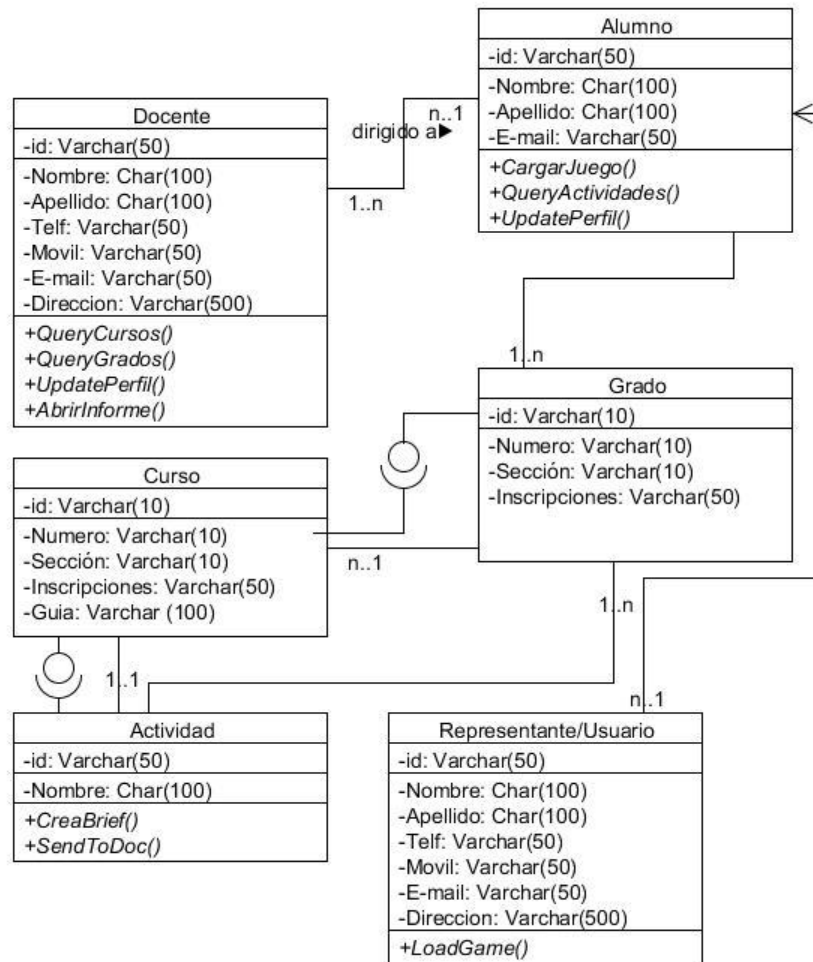 Alumno
-id: Varchar(50)
-Nombre: Char(100)
-Apellido: Char(100)
-E-mail: Varchar(50)
+CargarJuego()
+QueryActividades()
+UpdatePerfil()
n..1
dirigido a
1..n
Docente
-id: Varchar(50)
-Nombre: Char(100)
-Apellido: Char(100)
-Telf: Varchar(50)
-Movil: Varchar(50)
-E-mail: Varchar(50)
-Direccion: Varchar(500)
+QueryCursos()
+QueryGrados()
+UpdatePerfil()
+AbrirInforme()
1..n
Grado
-id: Varchar(10)
-Numero: Varchar(10)
-Sección: Varchar(10)
-Inscripciones: Varchar(50)
Curso
-id: Varchar(10)
-Numero: Varchar(10)
-Sección: Varchar(10)
-Inscripciones: Varchar(50)
-Guia: Varchar (100)
n..1
1..n
1..1
n..1
Actividad
-id: Varchar(50)
-Nombre: Char(100)
+CreaBrief()
+SendToDoc()
Representante/Usuario
-id: Varchar(50)
-Nombre: Char(100)
-Apellido: Char(100)
-Telf: Varchar(50)
-Movil: Varchar(50)
-E-mail: Varchar(50)
-Direccion: Varchar(500)
+LoadGame()